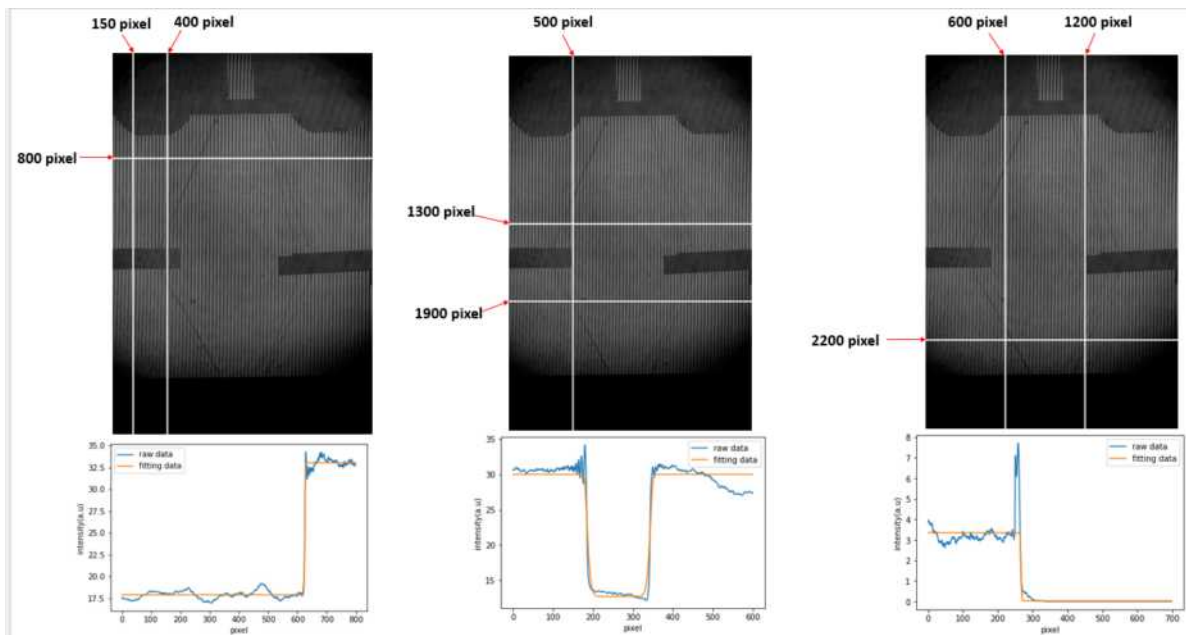 150 pixel
400 pixel
500 pixel
600 pixel
1200 pixel
800 pixel
1300 pixel
1900 pixel
2200 pixel
35.0
32.5
30.0
27.5
25.0
22.5
20.0
17.5
intensity(a.u)
raw data
fitting data
0 100 200 300 400 500 600 700 800
pixel
35
30
25
20
15
intensity(a.u)
raw data
fitting data
0 100 200 300 400 500 600
pixel
8
7
6
5
4
3
2
1
0
intensity(a.u)
raw data
fitting data
0 100 200 300 400 500 600 700
pixel